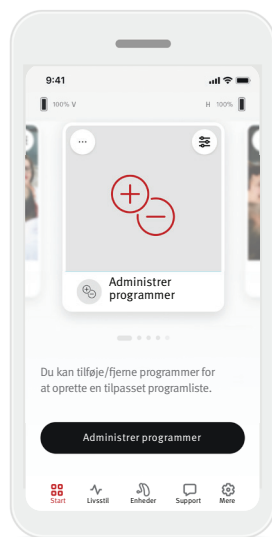 9:41
100% V H 100%
...
Administrer
programmer
Du kan tilføje/fjerne programmer for
at oprette en tilpasset programliste.
Administrer programmer
Start Livsstil Enheder Support Mere